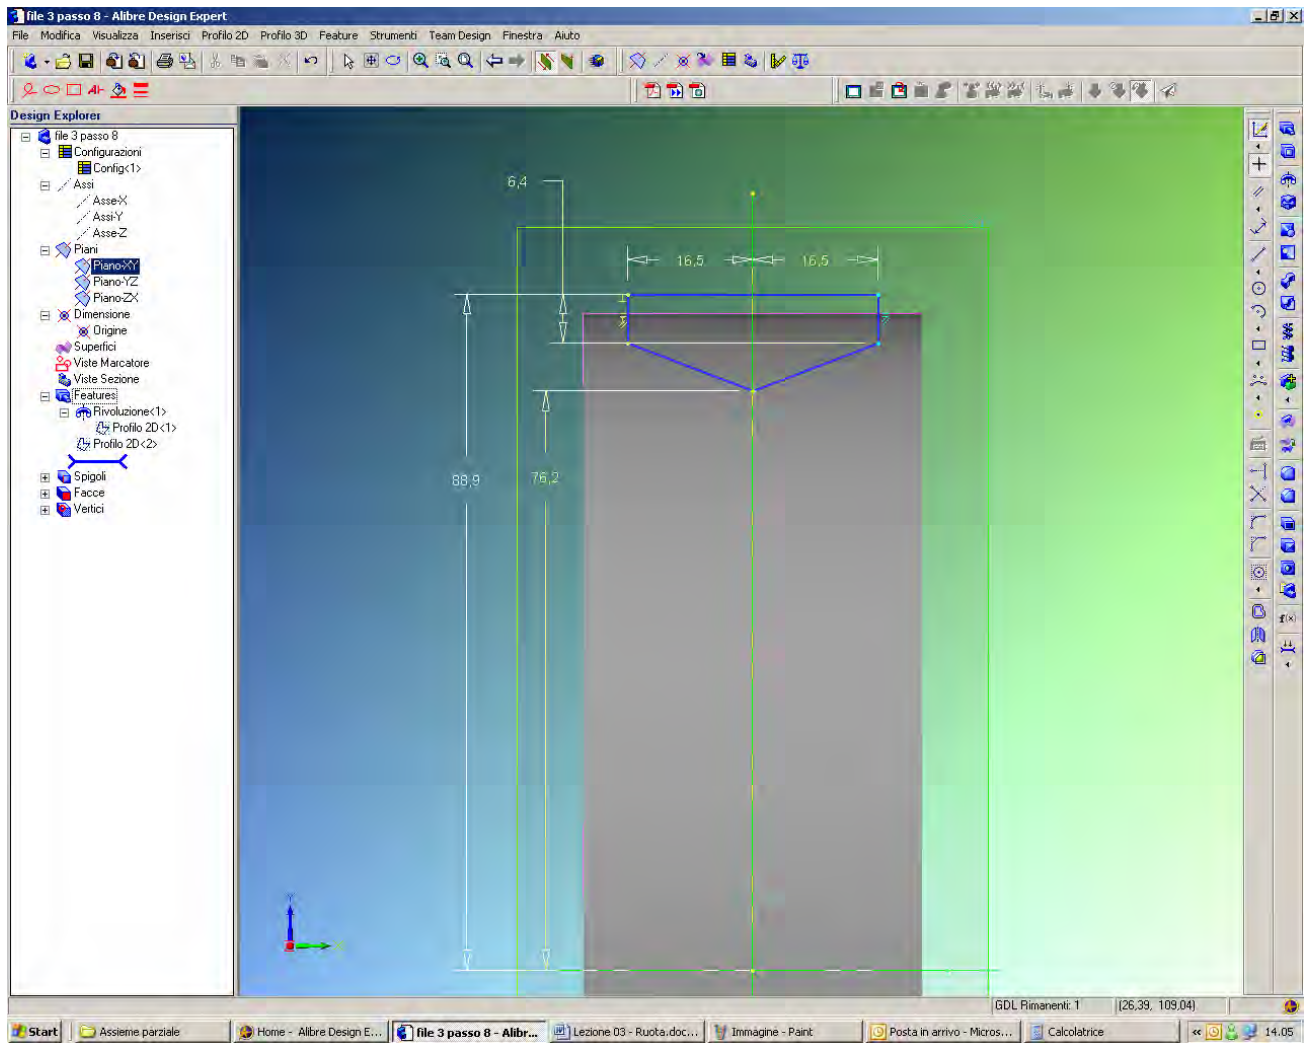 file 3 passo 8 - Alibre Design Expert
File Modifica Visualizza Inserisci Profilo 2D Profilo 3D Feature Strumenti Team Design Finestra Aiuto
Design Explorer
file 3 passo 8
Configurazioni
Config<1>
Assi
Asse-X
Assi-Y
Asse-Z
Piani
Piano-XY
Piano-YZ
Piano-ZX
Dimensione
Origine
Superfici
Viste Marcatore
Viste Sezione
Features
Rivoluzione<1>
Profilo 2D<1>
Profilo 2D<2>
Spigoli
Facce
Vertici
6,4
16,5 16,5
88,9 76,2
f(x)
GDL Rimanenti: 1 (26,39, 109,04)
Start Assieme parziale Home - Alibre Design E... file 3 passo 8 - Alibr... Lezione 03 - Ruota.doc... Immagine - Paint Posta in arrivo - Micros... Calcolatrice « 14.05